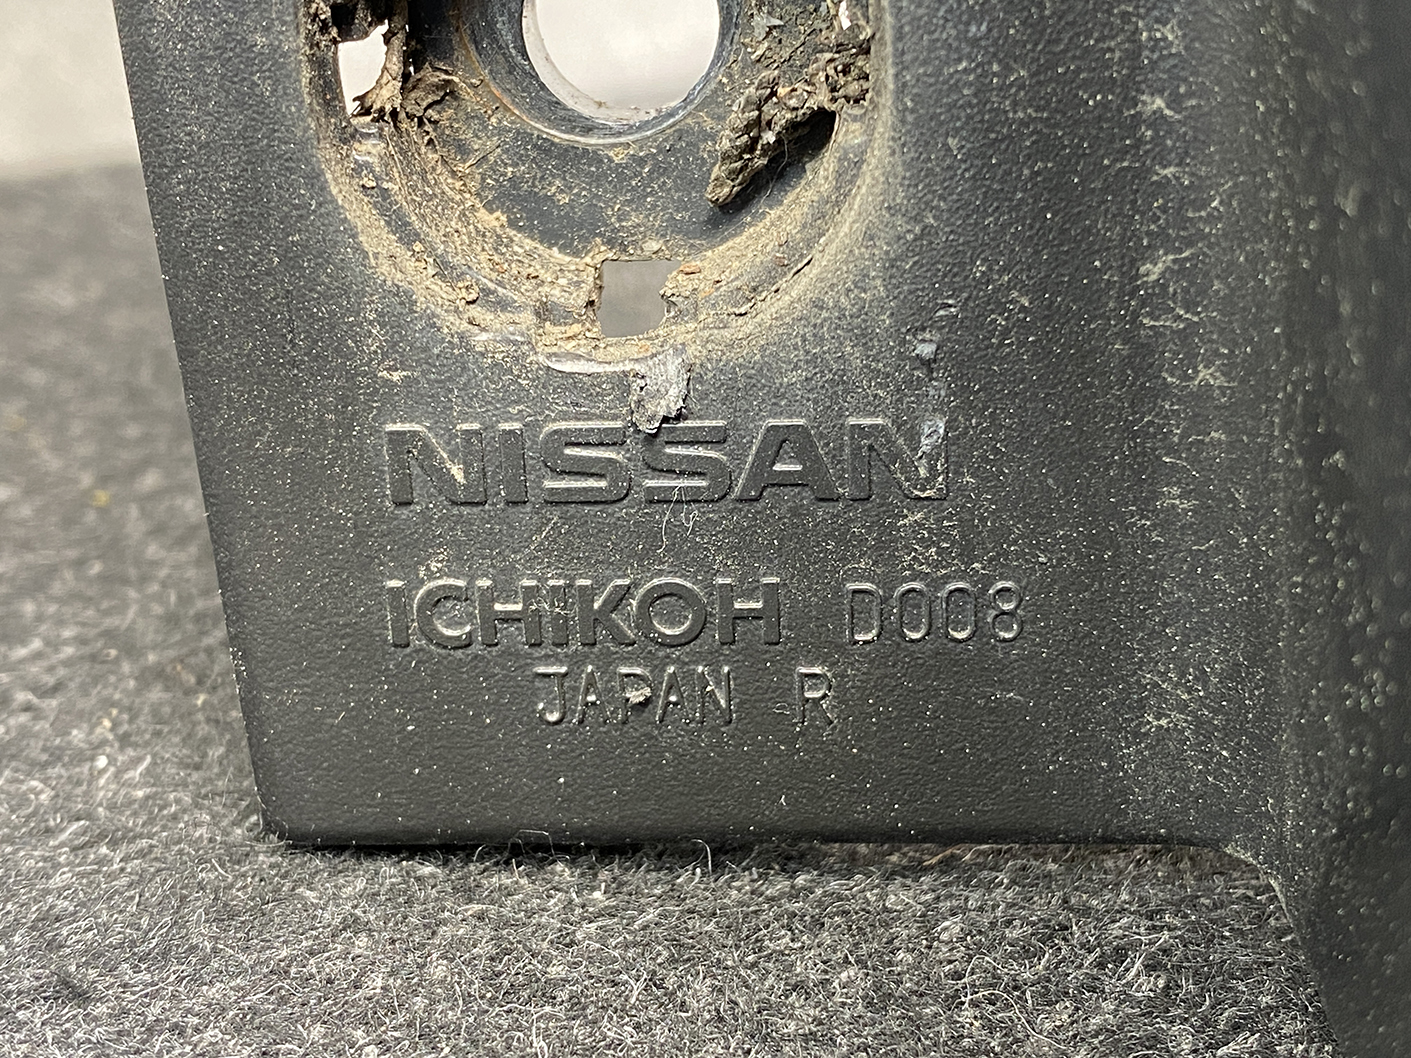 NISSAN
ICHIKOH D008
JAPAN R